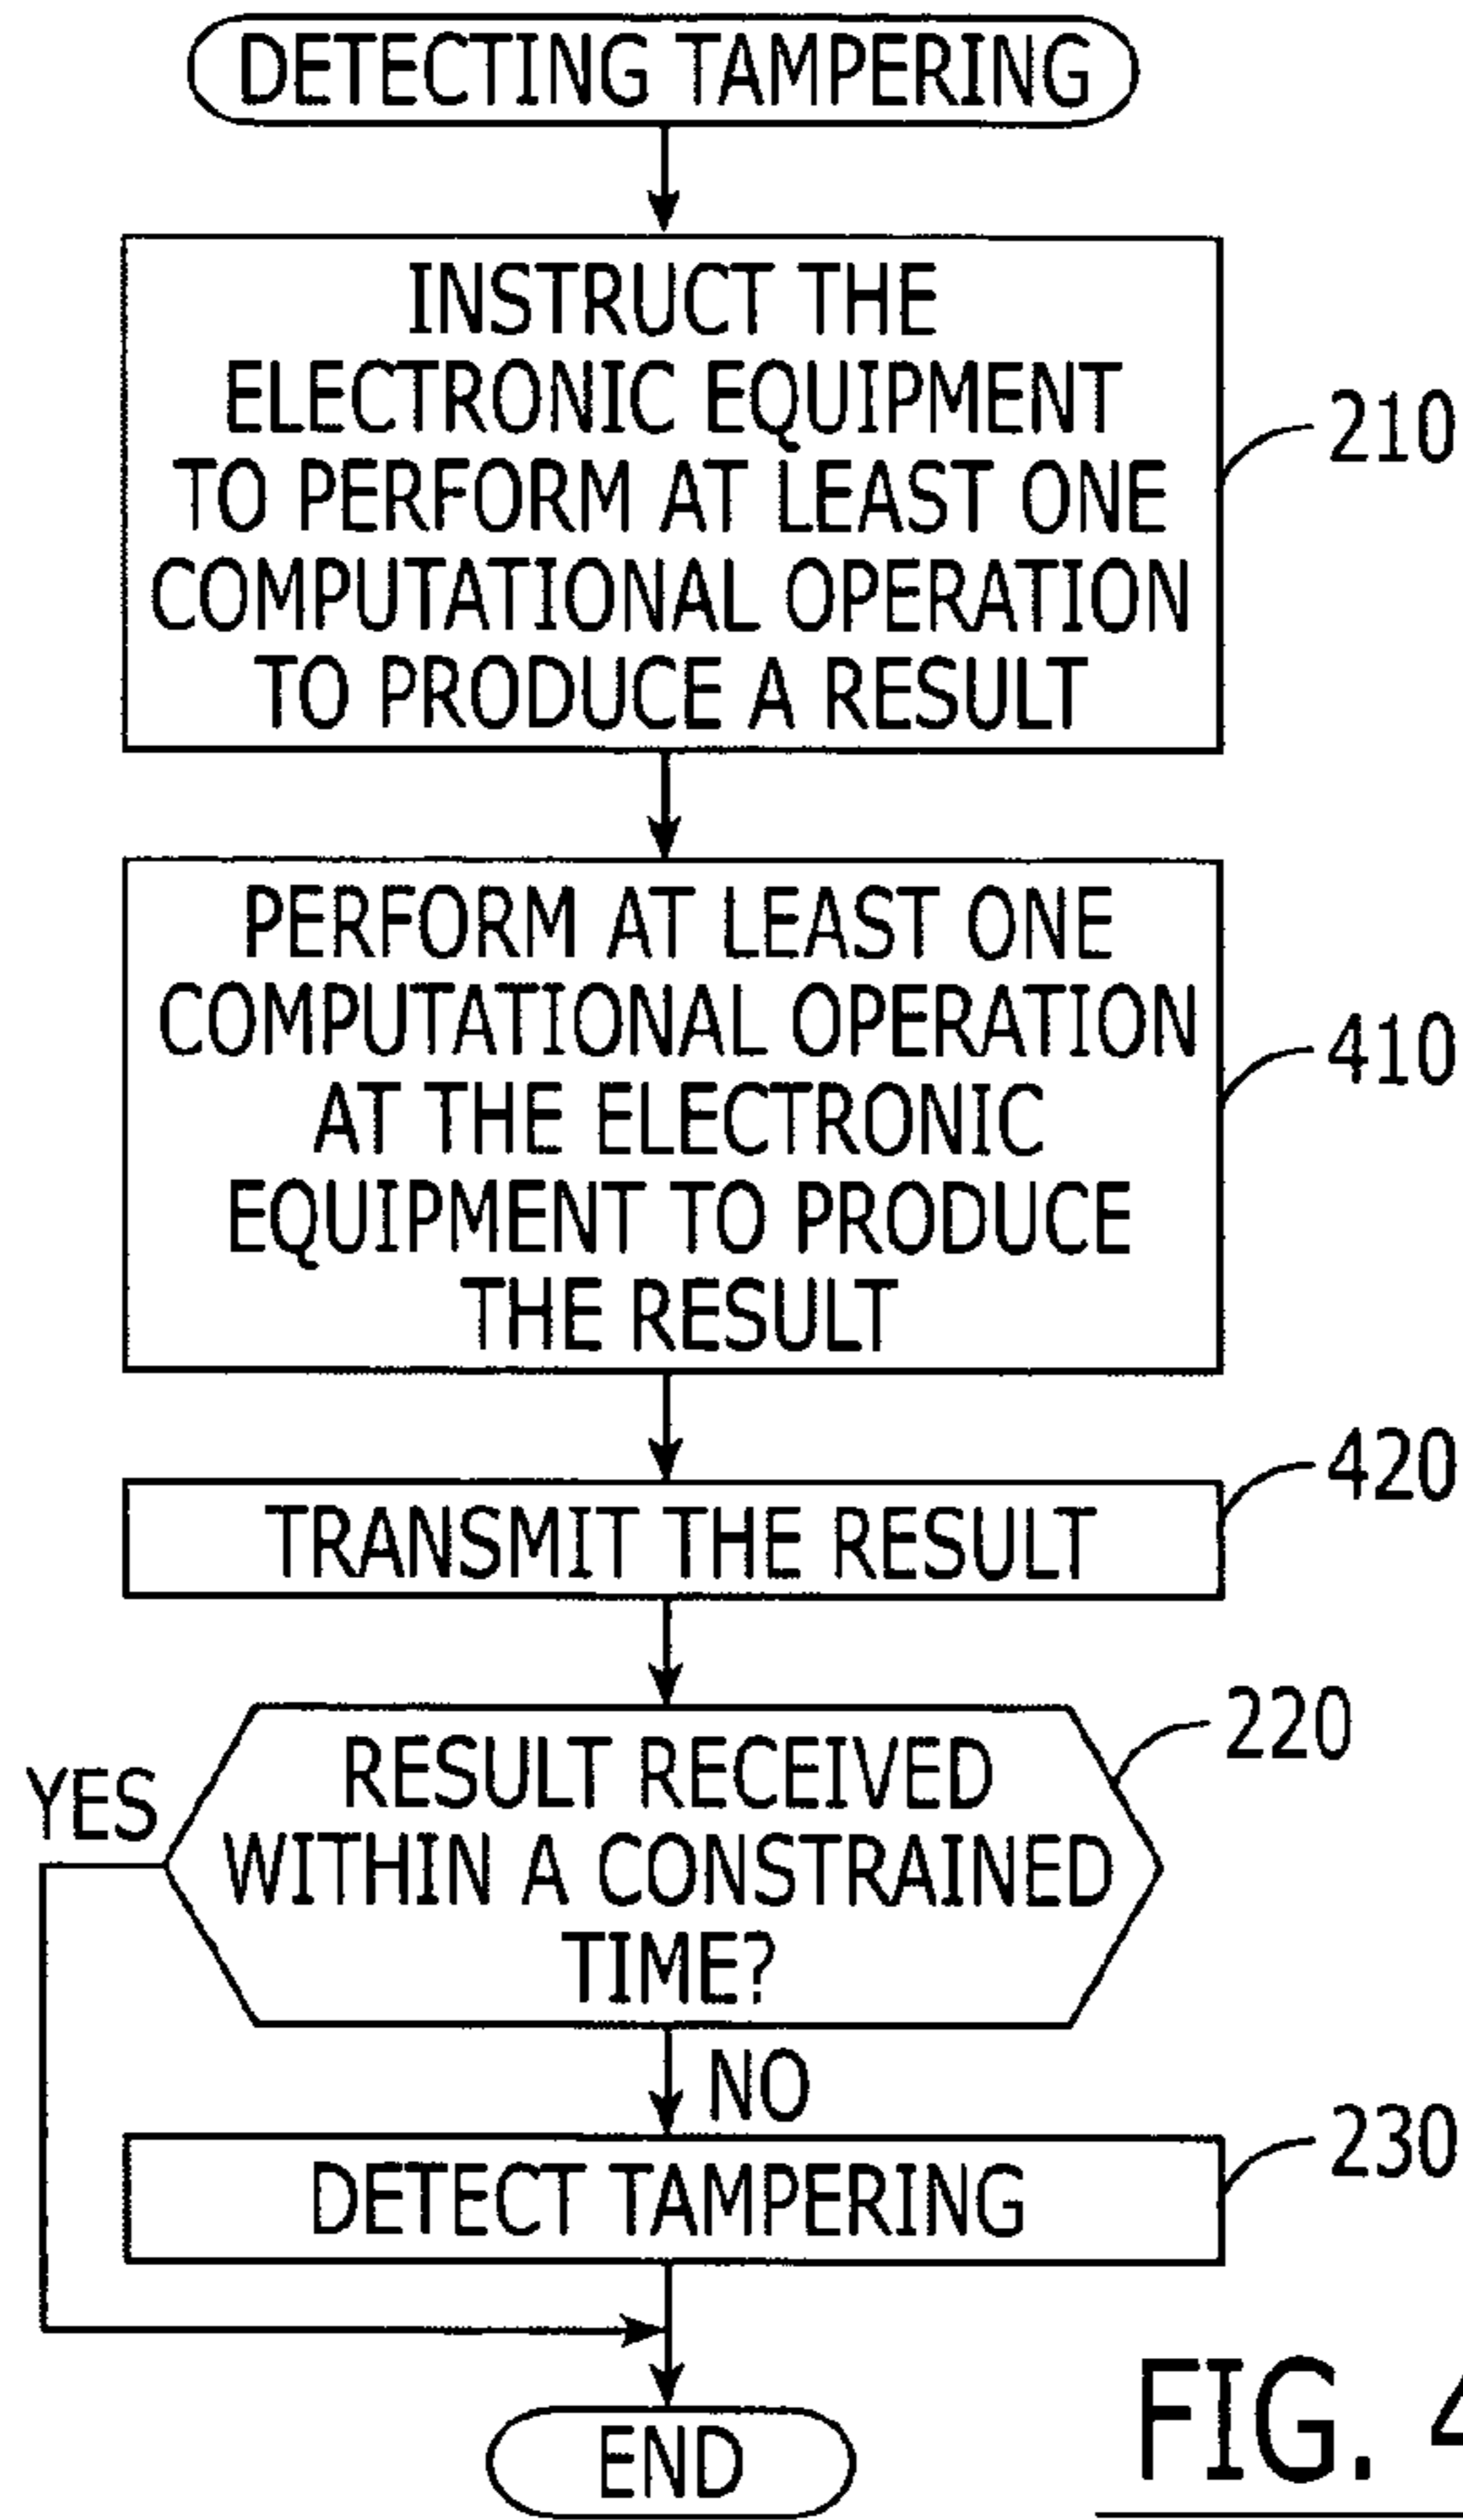 DETECTING TAMPERING
INSTRUCT THE
ELECTRONIC EQUIPMENT
TO PERFORM AT LEAST ONE
COMPUTATIONAL OPERATION
TO PRODUCE A RESULT
210
PERFORM AT LEAST ONE
COMPUTATIONAL OPERATION
AT THE ELECTRONIC
EQUIPMENT TO PRODUCE
THE RESULT
410
TRANSMIT THE RESULT
420
RESULT RECEIVED
WITHIN A CONSTRAINED
TIME?
220
YES
NO
DETECT TAMPERING
230
END
FIG. 4